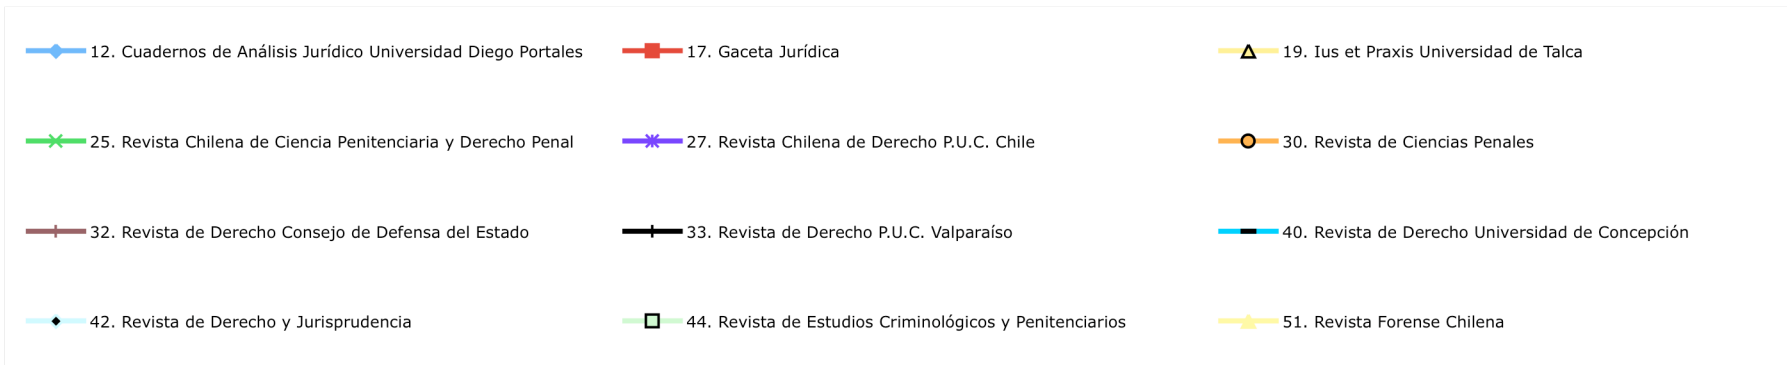 12. Cuadernos de Análisis Jurídico Universidad Diego Portales
17. Gaceta Jurídica
19. Ius et Praxis Universidad de Talca
25. Revista Chilena de Ciencia Penitenciaria y Derecho Penal
27. Revista Chilena de Derecho P.U.C. Chile
30. Revista de Ciencias Penales
32. Revista de Derecho Consejo de Defensa del Estado
33. Revista de Derecho P.U.C. Valparaíso
40. Revista de Derecho Universidad de Concepción
42. Revista de Derecho y Jurisprudencia
44. Revista de Estudios Criminológicos y Penitenciarios
51. Revista Forense Chilena